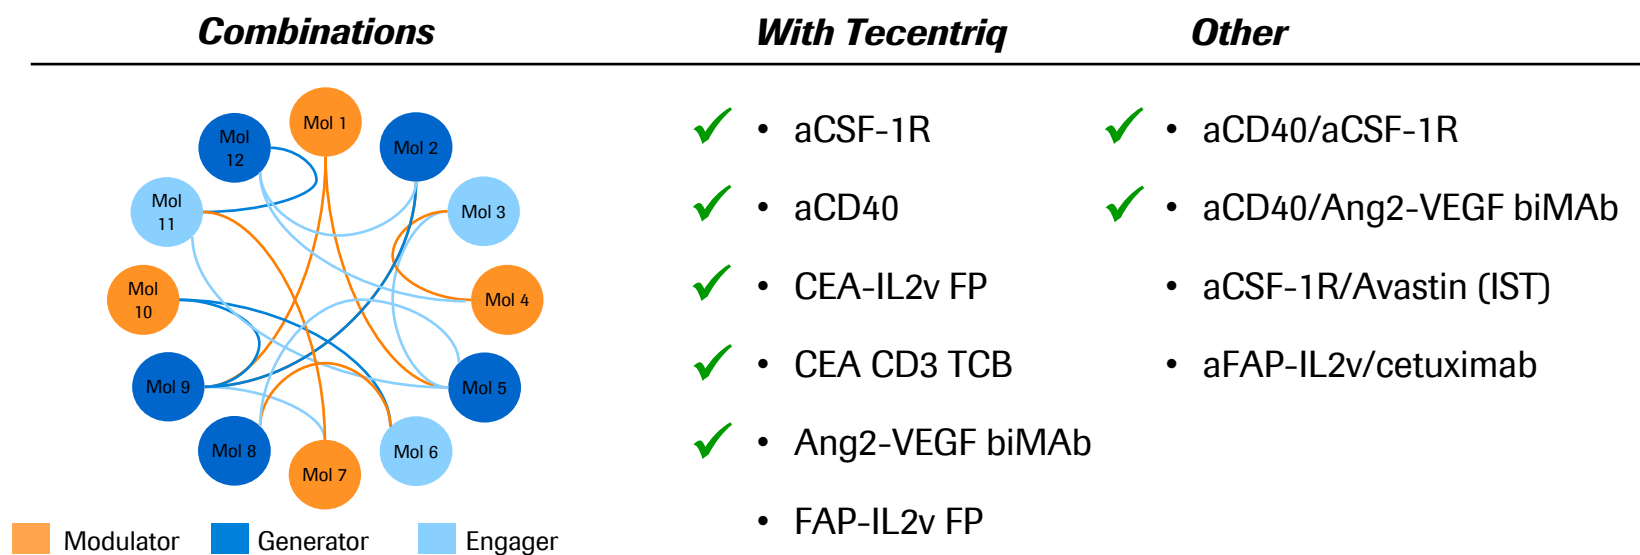 Combinations
With Tecentriq
Other
Mol 1
Mol 2
Mol 3
Mol 4
Mol 5
Mol 6
Mol 7
Mol 8
Mol 9
Mol
10
Mol
11
Mol
12
Modulator
Generator
Engager
• aCSF-1R
• aCD40
• CEA-IL2v FP
• CEA CD3 TCB
• Ang2-VEGF biMAb
• FAP-IL2v FP
• aCD40/aCSF-1R
• aCD40/Ang2-VEGF biMAb
• aCSF-1R/Avastin (IST)
• aFAP-IL2v/cetuximab